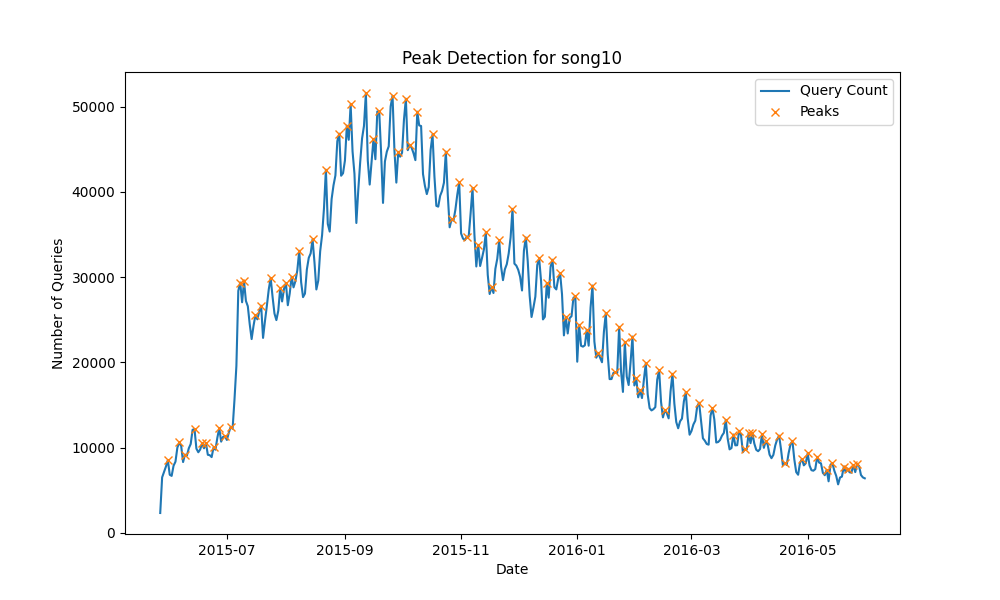 Peak Detection for song10
Query Count
Peaks
Number of Queries
50000
40000
30000
20000
10000
0
2015-07
2015-09
2015-11
2016-01
2016-03
2016-05
Date